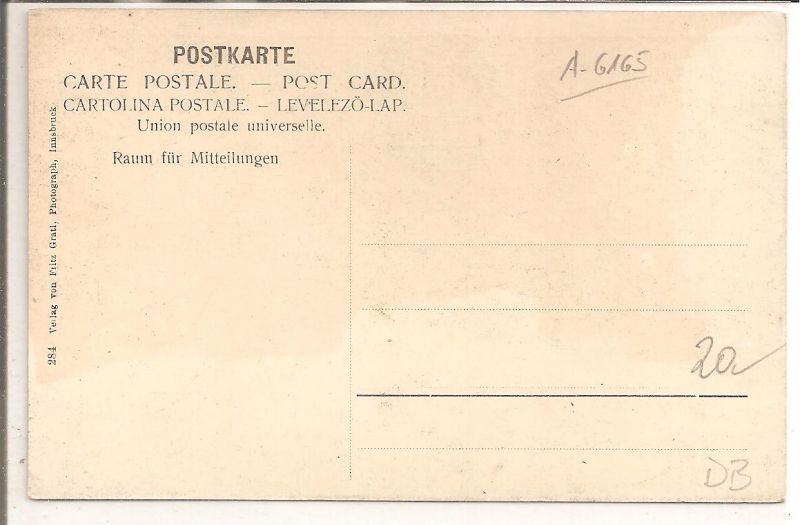 POSTKARTE
CARTE POSTALE. — POST CARD.
CARTOLINA POSTALE. – LEVELEZÖ-LAP.
Union postale universelle.
Raum für Mitteilungen
284 Verlag von Fritz Gratl, Photograph, Innsbruck
A-6165
20
DB